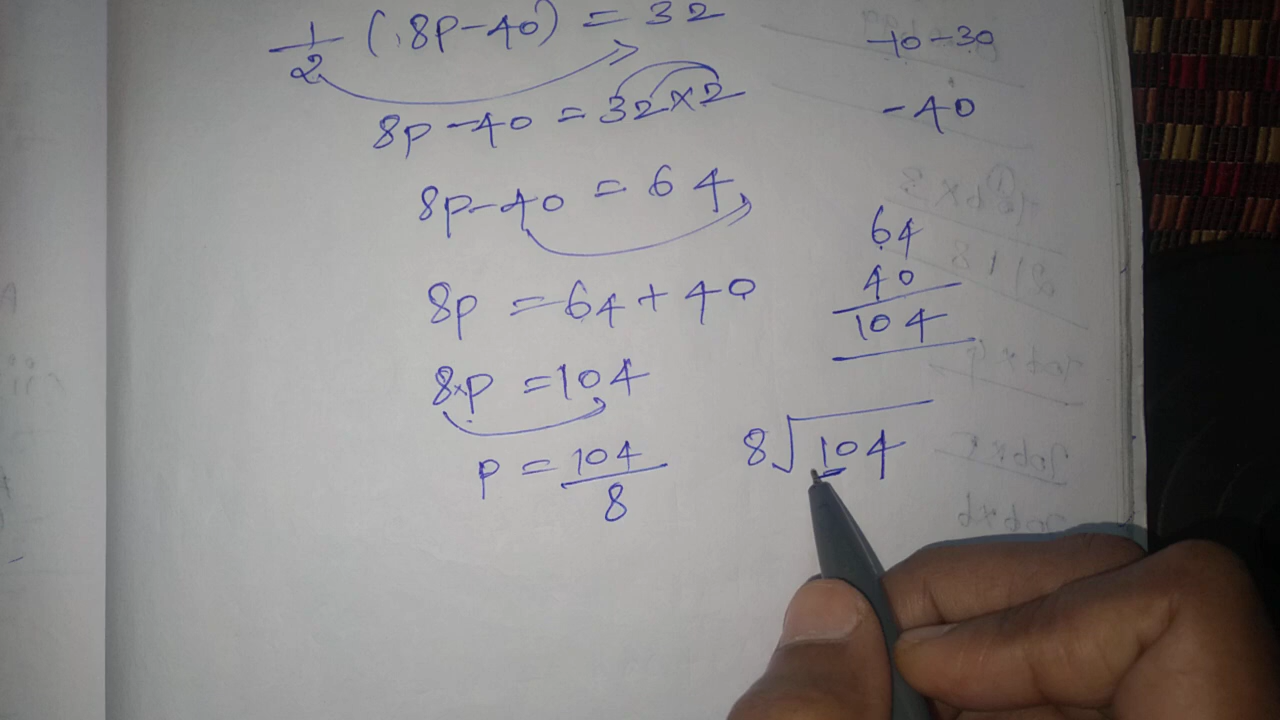 1/2 (8p-40) = 32
8p-40 = 32×2
8p-40 = 64
8p = 64+40
8×p = 104
p = 104/8
-10-30
-40
64
40
104
8√104